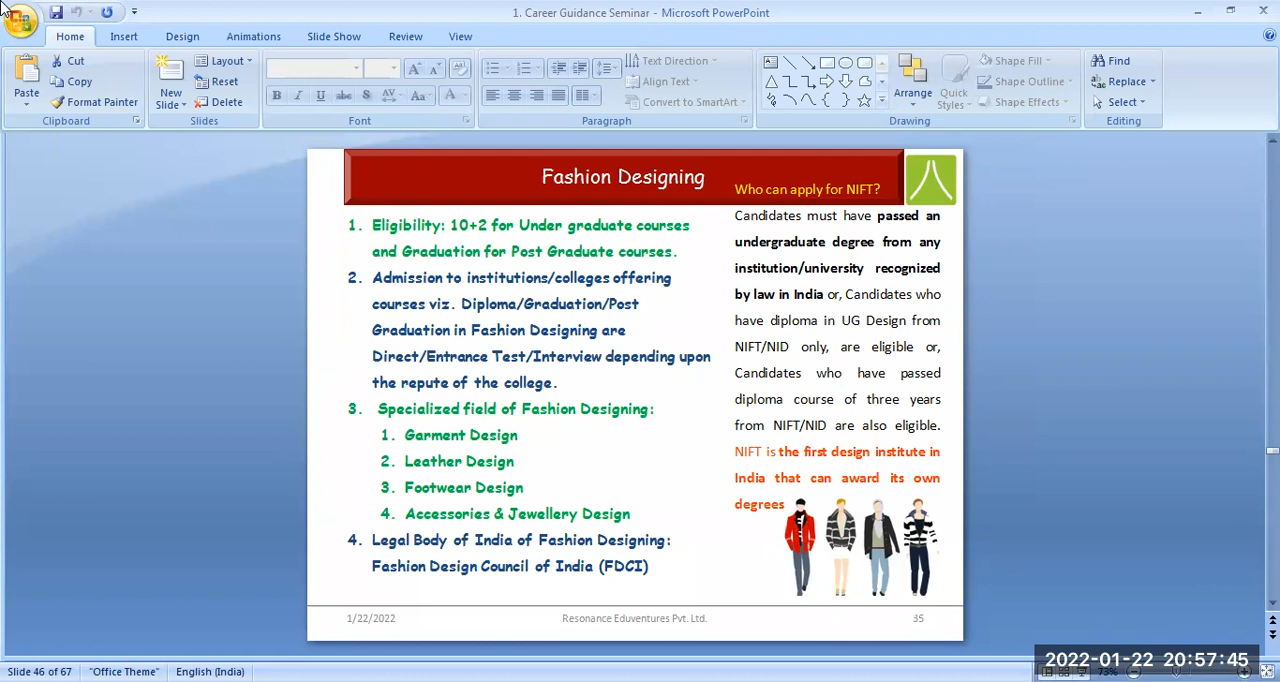 1. Career Guidance Seminar - Microsoft PowerPoint
Home Insert Design Animations Slide Show Review View
Paste
Cut
Copy
Format Painter
Clipboard
New Slide
Layout
Reset
Delete
Slides
B I U abe S AV Aa A
Font
Text Direction
Align Text
Convert to SmartArt
Paragraph
Arrange
Quick Styles
Shape Fill
Shape Outline
Shape Effects
Drawing
Find
Replace
Select
Editing
Fashion Designing
1. Eligibility: 10+2 for Under graduate courses
and Graduation for Post Graduate courses.
2. Admission to institutions/colleges offering
courses viz. Diploma/Graduation/Post
Graduation in Fashion Designing are
Direct/Entrance Test/Interview depending upon
the repute of the college.
3. Specialized field of Fashion Designing:
1. Garment Design
2. Leather Design
3. Footwear Design
4. Accessories & Jewellery Design
4. Legal Body of India of Fashion Designing:
Fashion Design Council of India (FDCI)
Who can apply for NIFT?
Candidates must have passed an
undergraduate degree from any
institution/university recognized
by law in India or, Candidates who
have diploma in UG Design from
NIFT/NID only, are eligible or,
Candidates who have passed
diploma course of three years
from NIFT/NID are also eligible.
NIFT is the first design institute in
India that can award its own
degrees
1/22/2022 Resonance Eduventures Pvt. Ltd. 35
Slide 46 of 67 "Office Theme" English (India)
2022-01-22 20:57:45
73%